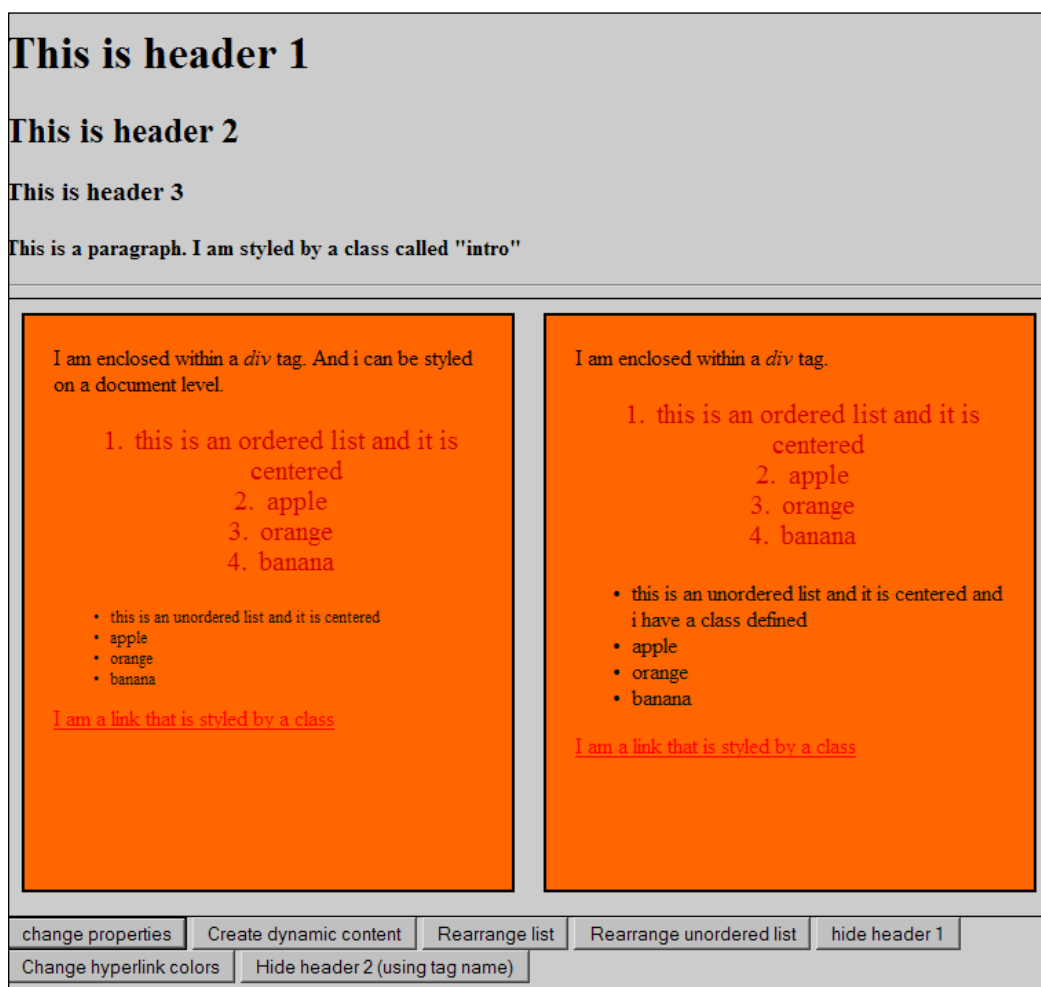 This is header 1
This is header 2
This is header 3
This is a paragraph. I am styled by a class called "intro"
I am enclosed within a div tag. And i can be styled
on a document level.
1. this is an ordered list and it is
centered
2. apple
3. orange
4. banana
• this is an unordered list and it is centered
• apple
• orange
• banana
I am a link that is styled by a class
I am enclosed within a div tag.
1. this is an ordered list and it is
centered
2. apple
3. orange
4. banana
• this is an unordered list and it is centered and
i have a class defined
• apple
• orange
• banana
I am a link that is styled by a class
change properties Create dynamic content Rearrange list Rearrange unordered list hide header 1
Change hyperlink colors Hide header 2 (using tag name)